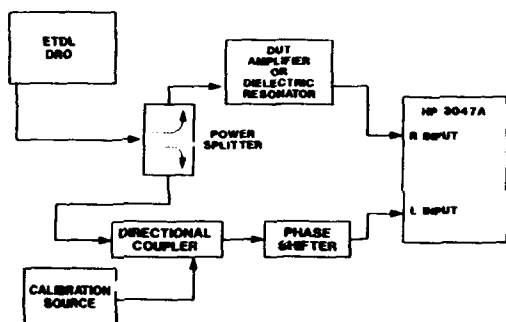 ETDL
DRO
DUT
AMPLIFIER
OR
DIELECTRIC
RESONATOR
HP 3047A
R INPUT
POWER
SPLITTER
L INPUT
DIRECTIONAL
COUPLER
PHASE
SHIFTER
CALIBRATION
SOURCE